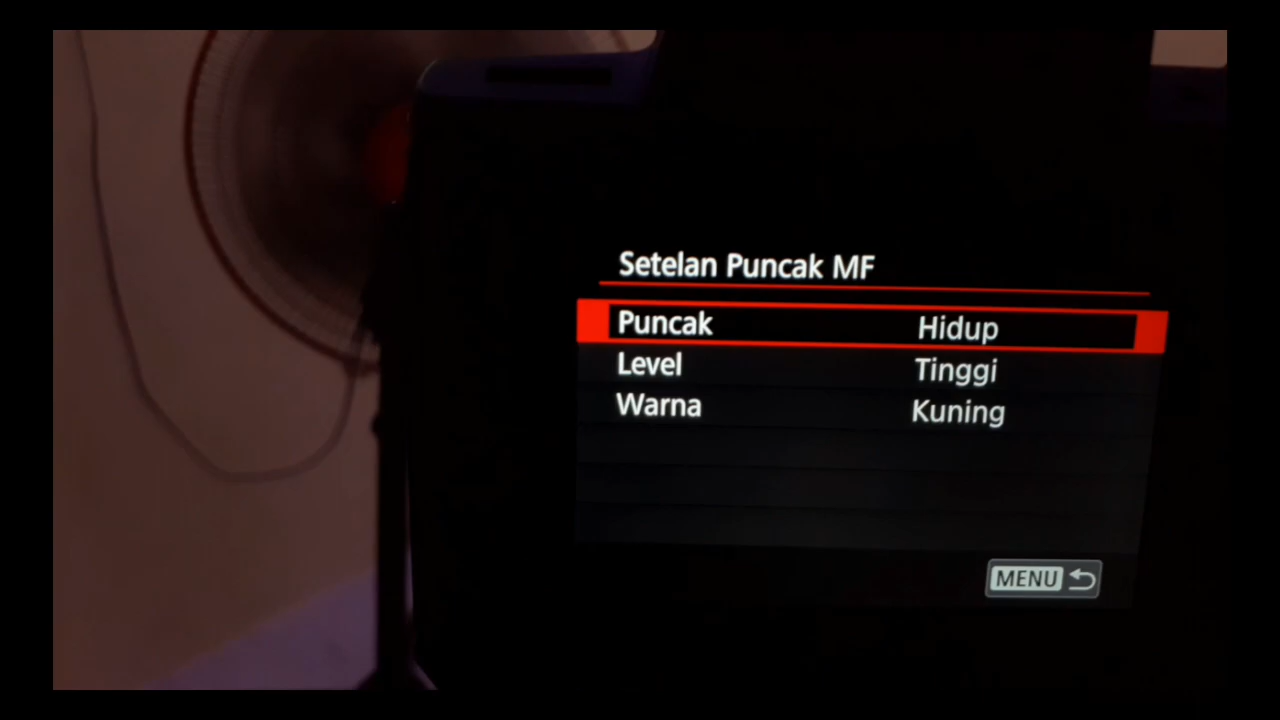 Setelan Puncak MF
Puncak Hidup
Level Tinggi
Warna Kuning
MENU